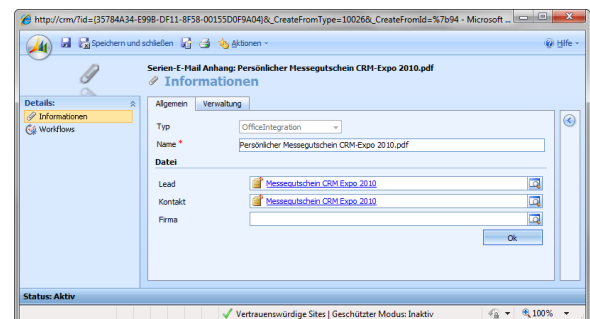 http://crm/?id={35784A34-E99B-DF11-8F58-00155D0F9A04}&_CreateFromType=10026&_CreateFromId=%7b94 - Microsoft ...
Speichern und schließen Aktionen Hilfe
Serien-E-Mail Anhang: Persönlicher Messegutschein CRM-Expo 2010.pdf
Informationen
Details:
Informationen
Workflows
Allgemein Verwaltung
Typ OfficeIntegration
Name * Persönlicher Messegutschein CRM-Expo 2010.pdf
Datei
Lead Messegutschein CRM Expo 2010
Kontakt Messegutschein CRM Expo 2010
Firma
Ok
Status: Aktiv
Vertrauenswürdige Sites | Geschützter Modus: Inaktiv 100%